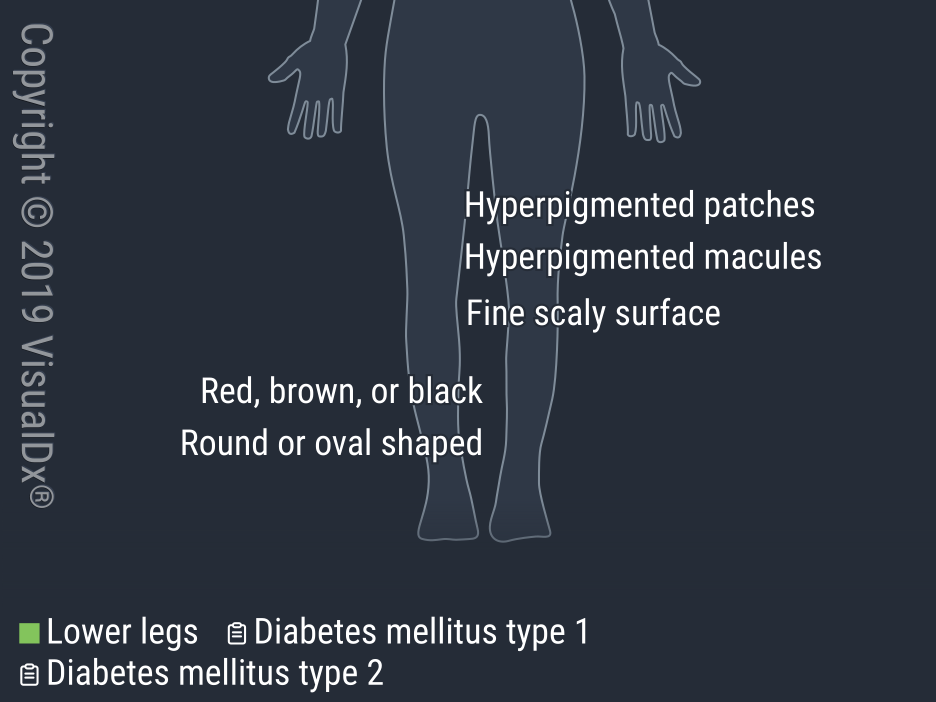 Copyright © 2019 VisualDx®
Hyperpigmented patches
Hyperpigmented macules
Fine scaly surface
Red, brown, or black
Round or oval shaped
Lower legs Diabetes mellitus type 1
Diabetes mellitus type 2